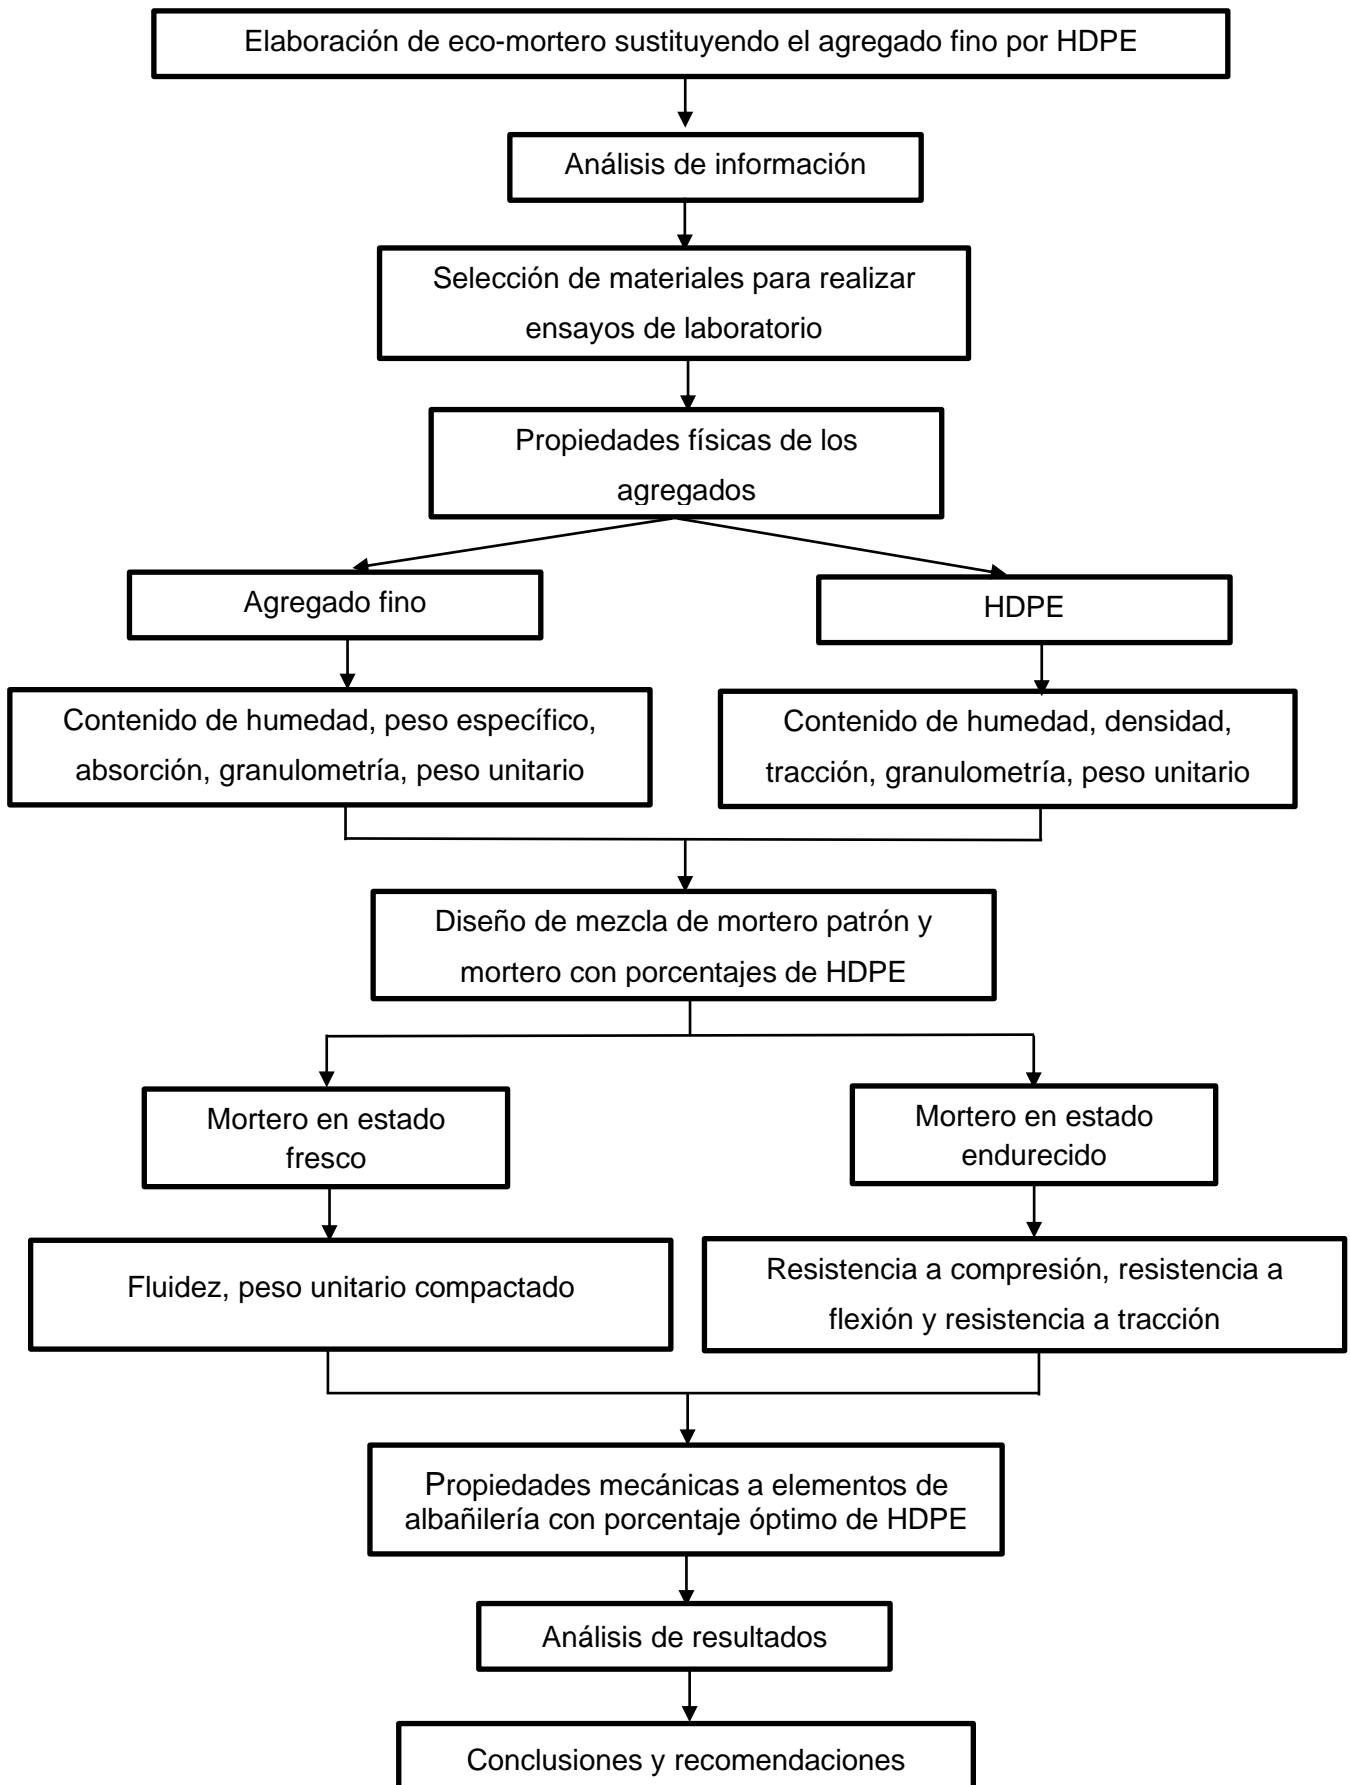 Elaboración de eco-mortero sustituyendo el agregado fino por HDPE
Análisis de información
Selección de materiales para realizar
ensayos de laboratorio
Propiedades físicas de los
agregados
Agregado fino
HDPE
Contenido de humedad, peso específico,
absorción, granulometría, peso unitario
Contenido de humedad, densidad,
tracción, granulometría, peso unitario
Diseño de mezcla de mortero patrón y
mortero con porcentajes de HDPE
Mortero en estado
fresco
Mortero en estado
endurecido
Fluidez, peso unitario compactado
Resistencia a compresión, resistencia a
flexión y resistencia a tracción
Propiedades mecánicas a elementos de
albañilería con porcentaje óptimo de HDPE
Análisis de resultados
Conclusiones y recomendaciones